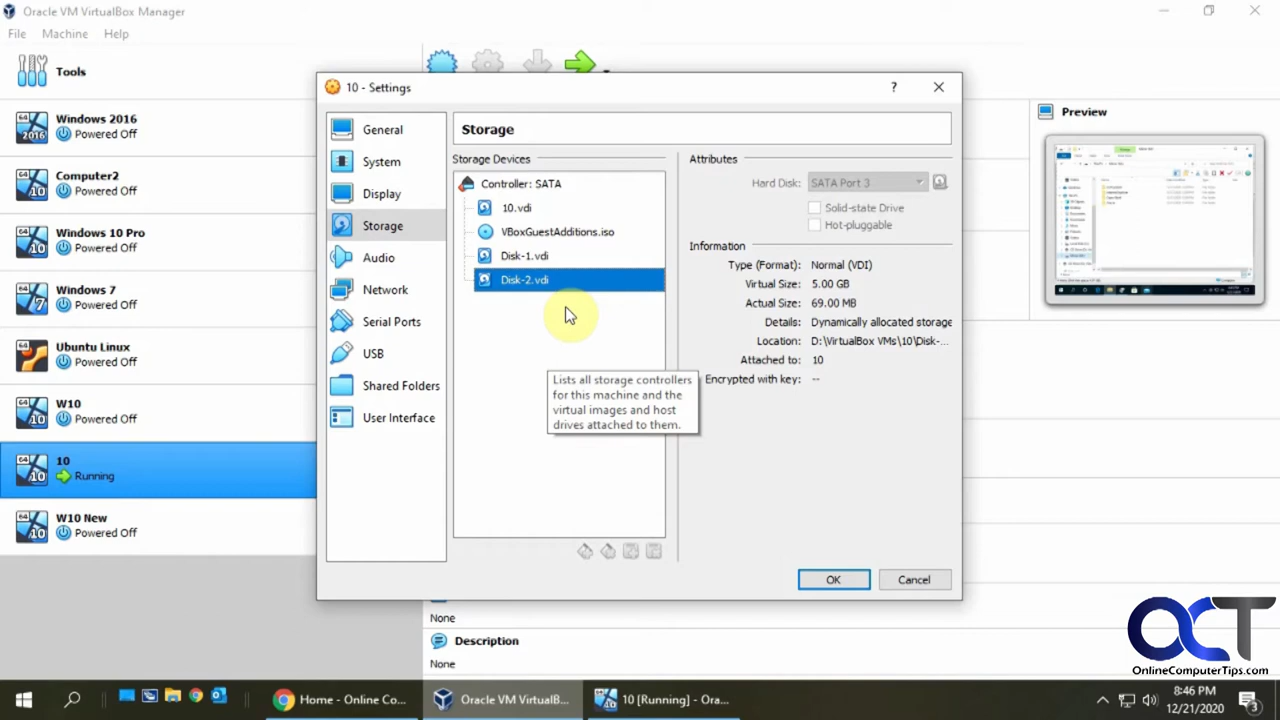 Oracle VM VirtualBox Manager
File Machine Help
Tools
Windows 2016
Powered Off
Computer2
Powered Off
Windows 10 Pro
Powered Off
Windows 7
Powered Off
Ubuntu Linux
Powered Off
W10
Powered Off
10
Running
W10 New
Powered Off
10 - Settings
General
System
Display
Storage
Audio
Network
Serial Ports
USB
Shared Folders
User Interface
Storage
Storage Devices
Controller: SATA
10.vdi
VBoxGuestAdditions.iso
Disk-1.vdi
Disk-2.vdi
Lists all storage controllers
for this machine and the
virtual images and host
drives attached to them.
Attributes
Hard Disk: SATA Port 3
Solid-state Drive
Hot-pluggable
Information
Type (Format): Normal (VDI)
Virtual Size: 5.00 GB
Actual Size: 69.00 MB
Details: Dynamically allocated storage
Location: D:\VirtualBox VMs\10\Disk-...
Attached to: 10
Encrypted with key: --
OK Cancel
Preview
None
Description
None
OCT
OnlineComputerTips.com
Home - Online Co...
Oracle VM VirtualB...
10 [Running] - Ora...
8:46 PM
12/21/2020
3